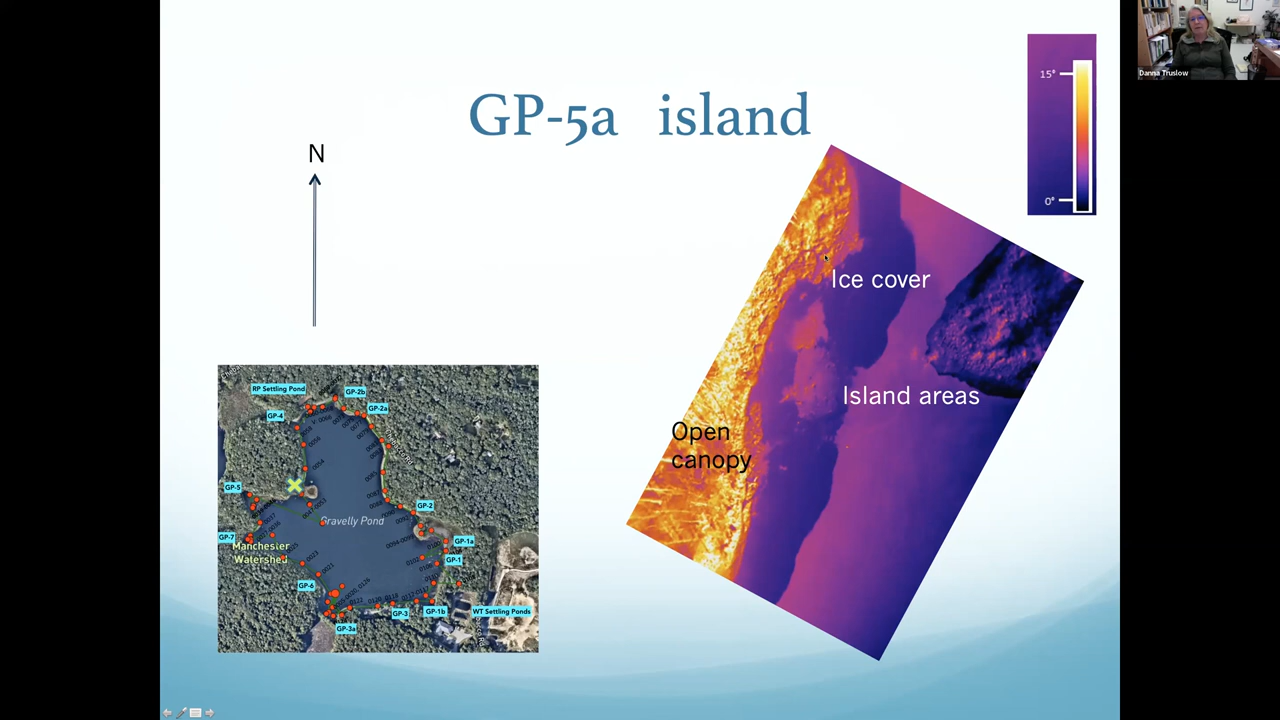 GP-5a island
N
15°
0°
Danna Truslow
Ice cover
Island areas
Open
canopy
RP Settling Pond
GP-2b
GP-4
GP-2a
GP-5
GP-2
Gravelly Pond
GP-7
GP-1a
Manchester
Watershed
GP-1
GP-6
GP-3
GP-1b
WT Settling Ponds
GP-3a